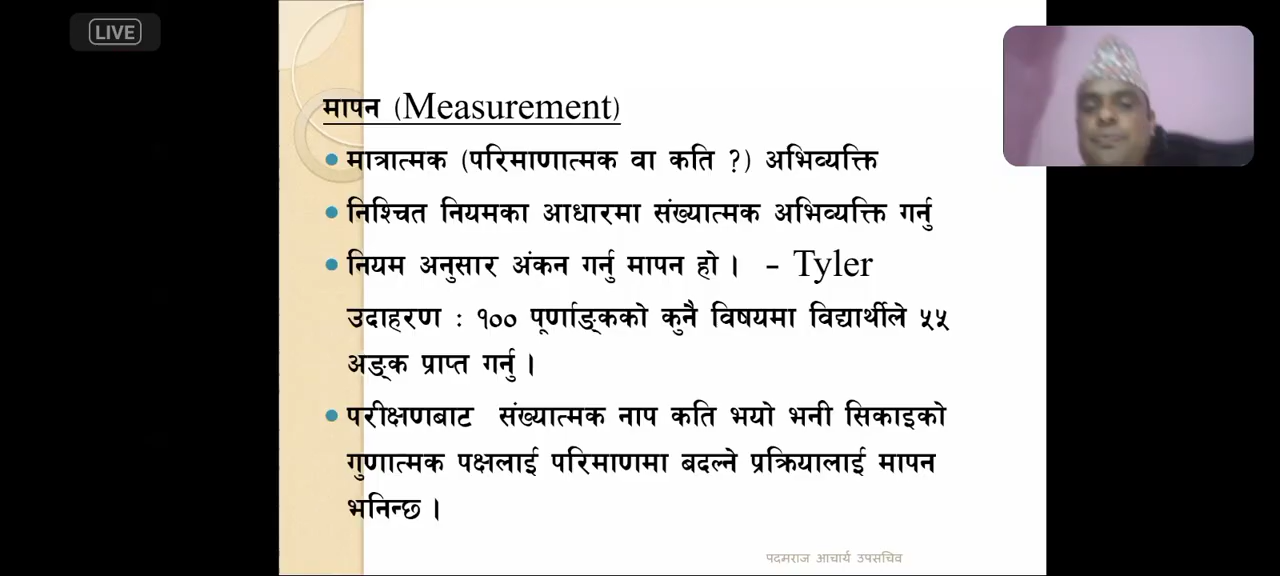 LIVE
मापन (Measurement)
मात्रात्मक (परिमाणात्मक वा कति ?) अभिव्यक्ति
निश्चित नियमका आधारमा संख्यात्मक अभिव्यक्ति गर्नु
नियम अनुसार अंकन गर्नु मापन हो । - Tyler
उदाहरण : १०० पूर्णाङ्कको कुनै विषयमा विद्यार्थीले ५५
अङ्क प्राप्त गर्नु ।
परीक्षणबाट संख्यात्मक नाप कति भयो भनी सिकाइको
गुणात्मक पक्षलाई परिमाणमा बदल्ने प्रक्रियालाई मापन
भनिन्छ ।
पदमराज आचार्य उपसचिव